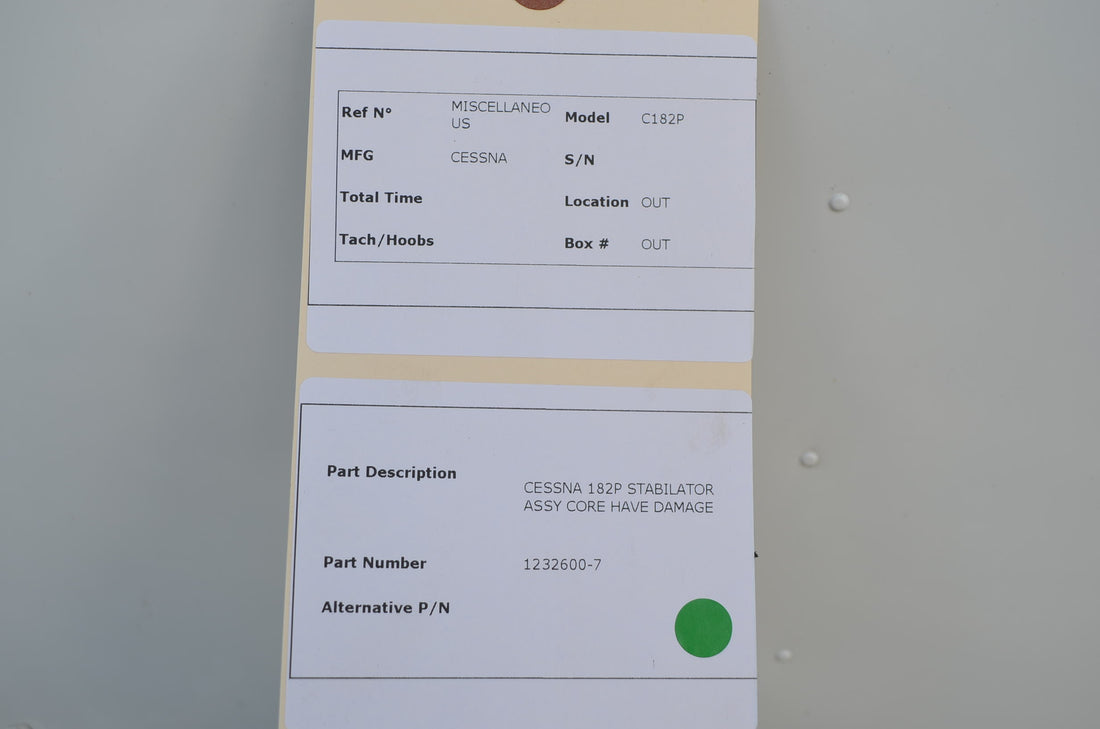 Ref Nº MISCELLANEO
US Model C182P
MFG CESSNA S/N
Total Time Location OUT
Tach/Hoobs Box # OUT
Part Description
CESSNA 182P STABILATOR
ASSY CORE HAVE DAMAGE
Part Number 1232600-7
Alternative P/N